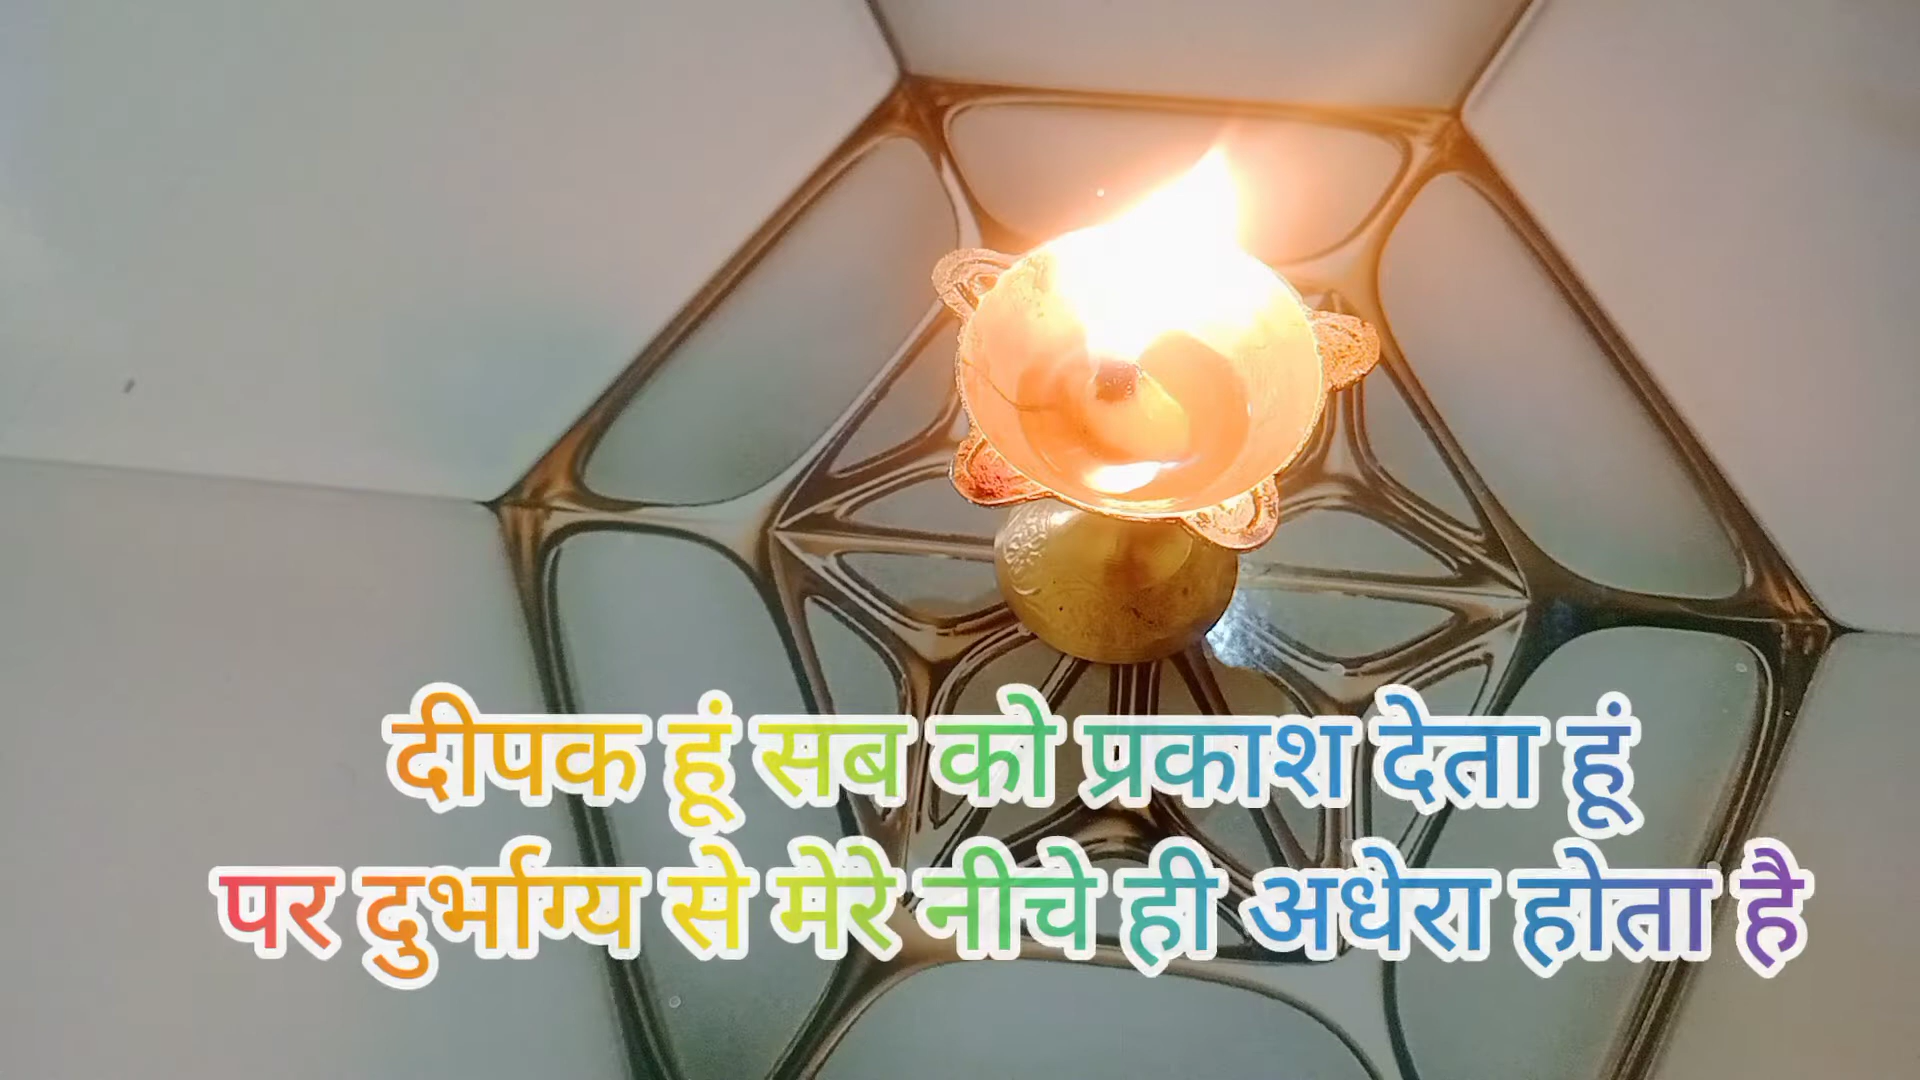 दीपक हूं सब को प्रकाश देता हूं
पर दुर्भाग्य से मेरे नीचे ही अधेरा होता है